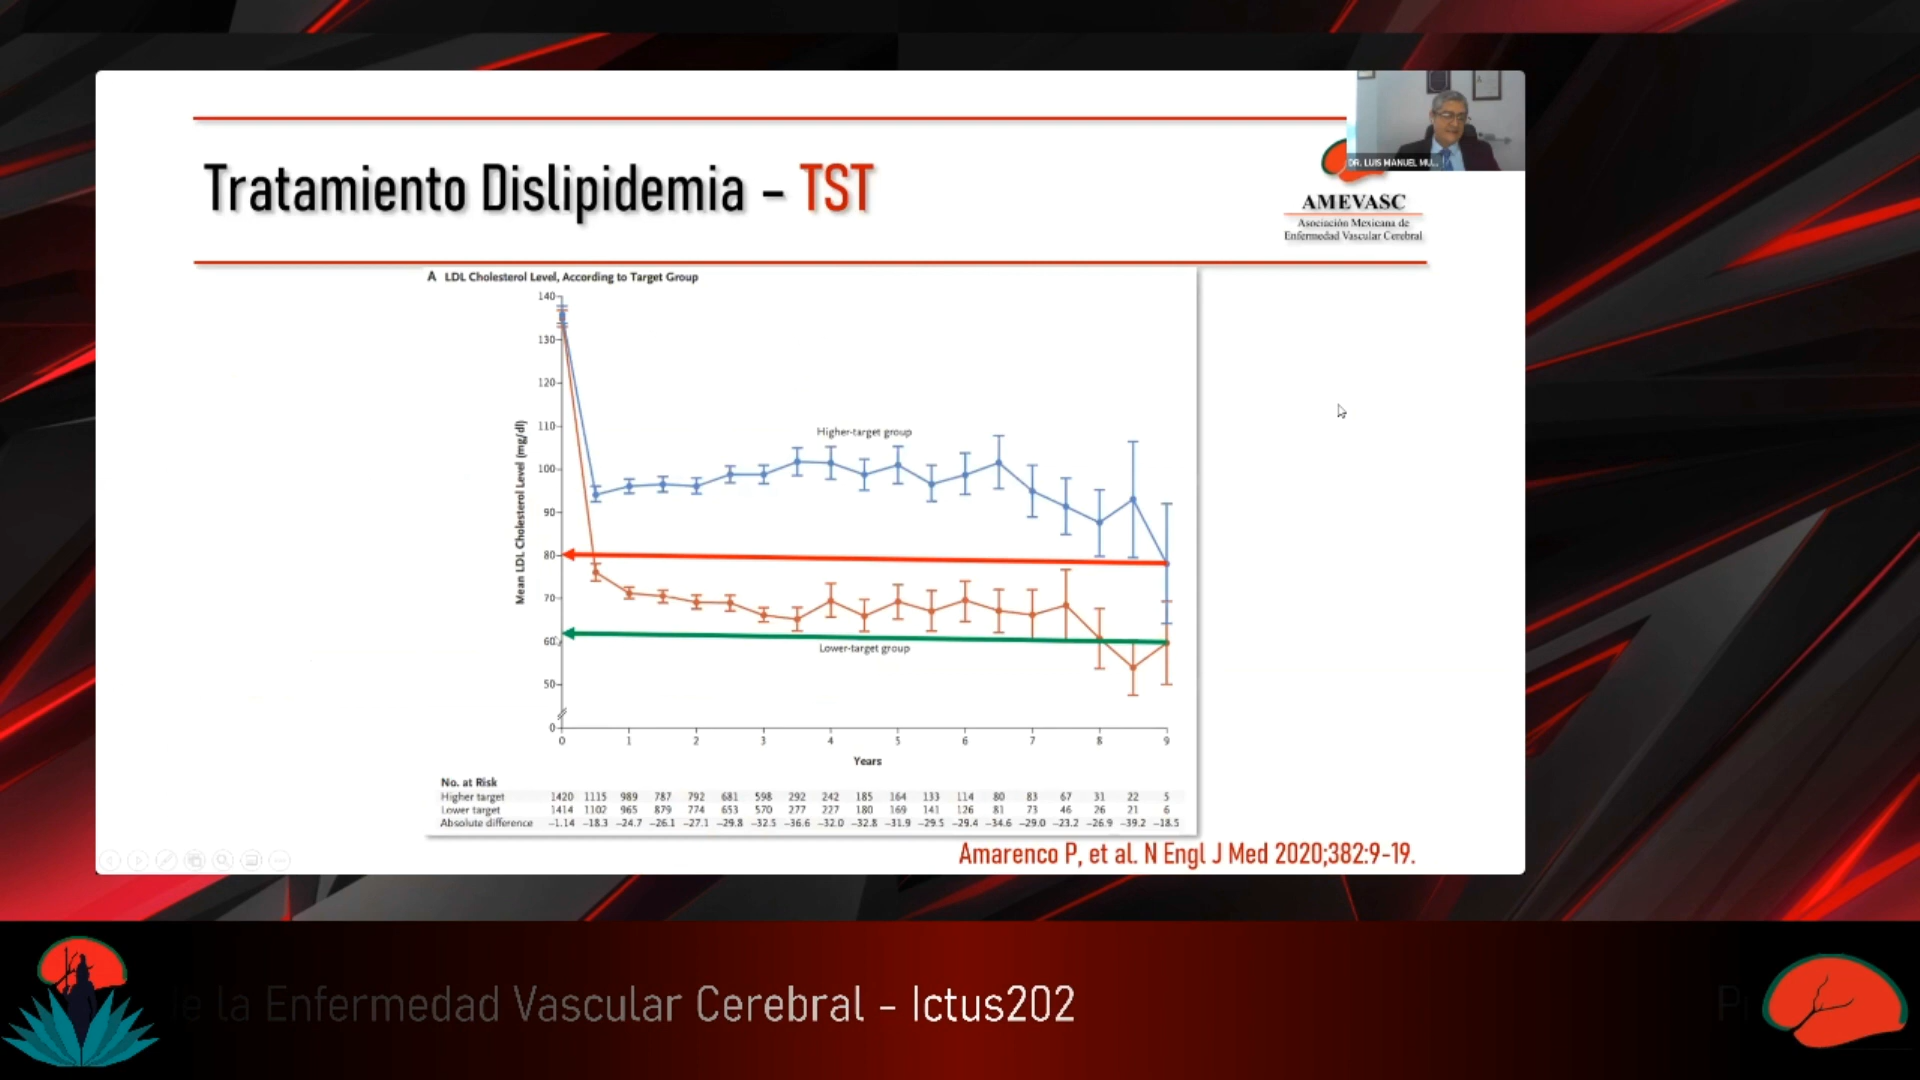 DR. LUIS MANUEL MU...
Tratamiento Dislipidemia – TST
AMEVASC
Asociación Mexicana de
Enfermedad Vascular Cerebral
A LDL Cholesterol Level, According to Target Group
Mean LDL Cholesterol Level (mg/dl)
140
130
120
110
100
90
80
70
60
50
0
Higher-target group
Lower-target group
0 1 2 3 4 5 6 7 8 9
Years
No. at Risk
Higher target 1420 1115 989 787 792 681 598 292 242 185 164 133 114 80 83 67 31 22 5
Lower target 1414 1102 965 879 774 653 570 277 227 180 169 141 126 81 73 46 26 21 6
Absolute difference −1.14 −18.3 −24.7 −26.1 −27.1 −29.8 −32.5 −36.6 −32.0 −32.8 −31.9 −29.5 −29.4 −34.6 −29.0 −23.2 −26.9 −39.2 −18.5
Amarenco P, et al. N Engl J Med 2020;382:9-19.
de la Enfermedad Vascular Cerebral - Ictus202